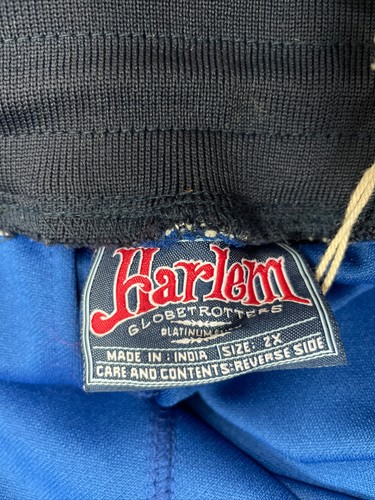 Harlem
GLOBETROTTERS
PLATINUM
MADE IN: INDIA SIZE: 2X
CARE AND CONTENTS: REVERSE SIDE